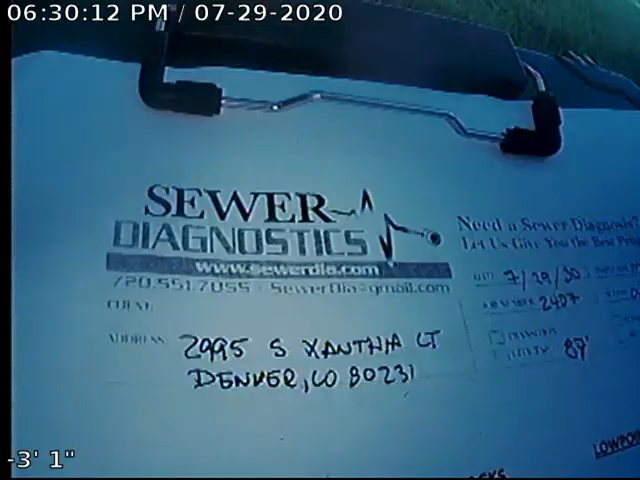 06:30:12 PM / 07-29-2020
SEWER
DIAGNOSTICS
www.sewerdia.com
720.551.7055 - SewerDia@gmail.com
Need a Sewer Diagnosis?
Let Us Give You the Best
7/29/20
2407
CLIENT:
ADDRESS: 2995 S XANTHIA CT
DENVER, CO 80231
87'
LOWPOI
-3' 1"